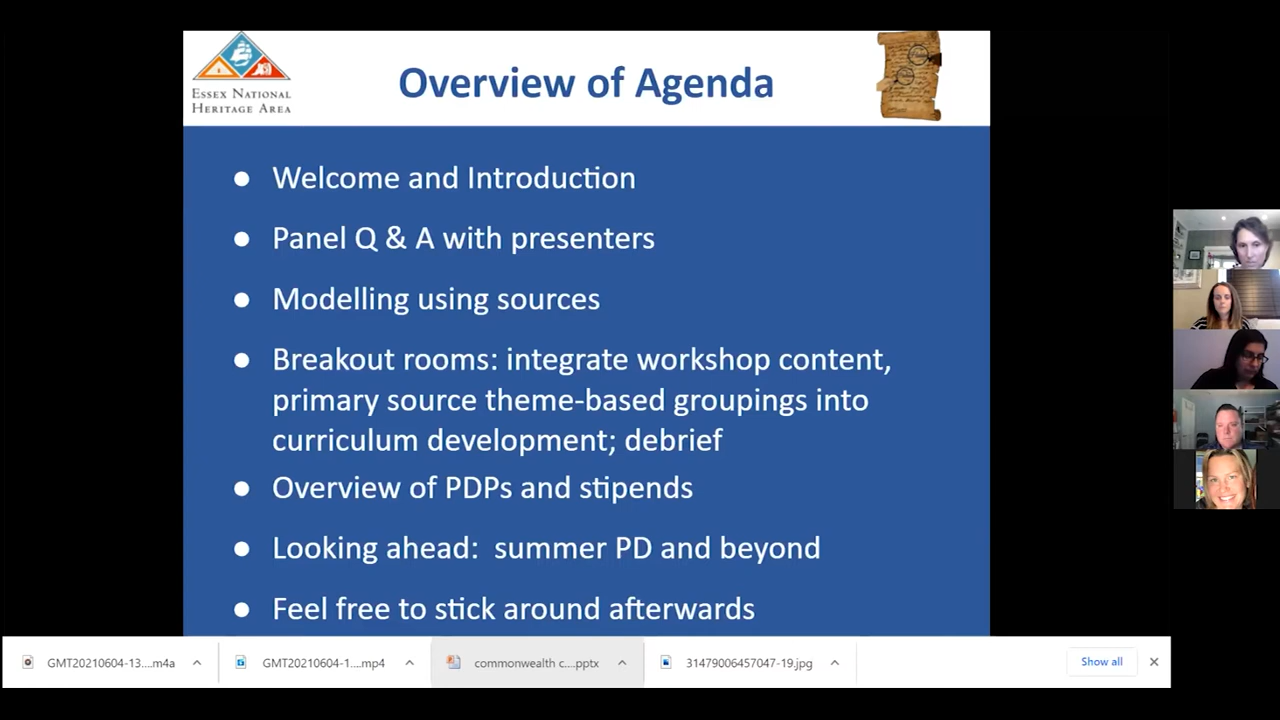 ESSEX NATIONAL
HERITAGE AREA
Overview of Agenda
● Welcome and Introduction
● Panel Q & A with presenters
● Modelling using sources
● Breakout rooms: integrate workshop content,
primary source theme-based groupings into
curriculum development; debrief
● Overview of PDPs and stipends
● Looking ahead:  summer PD and beyond
● Feel free to stick around afterwards
GMT20210604-13....m4a
GMT20210604-1....mp4
commonwealth c....pptx
31479006457047-19.jpg
Show all